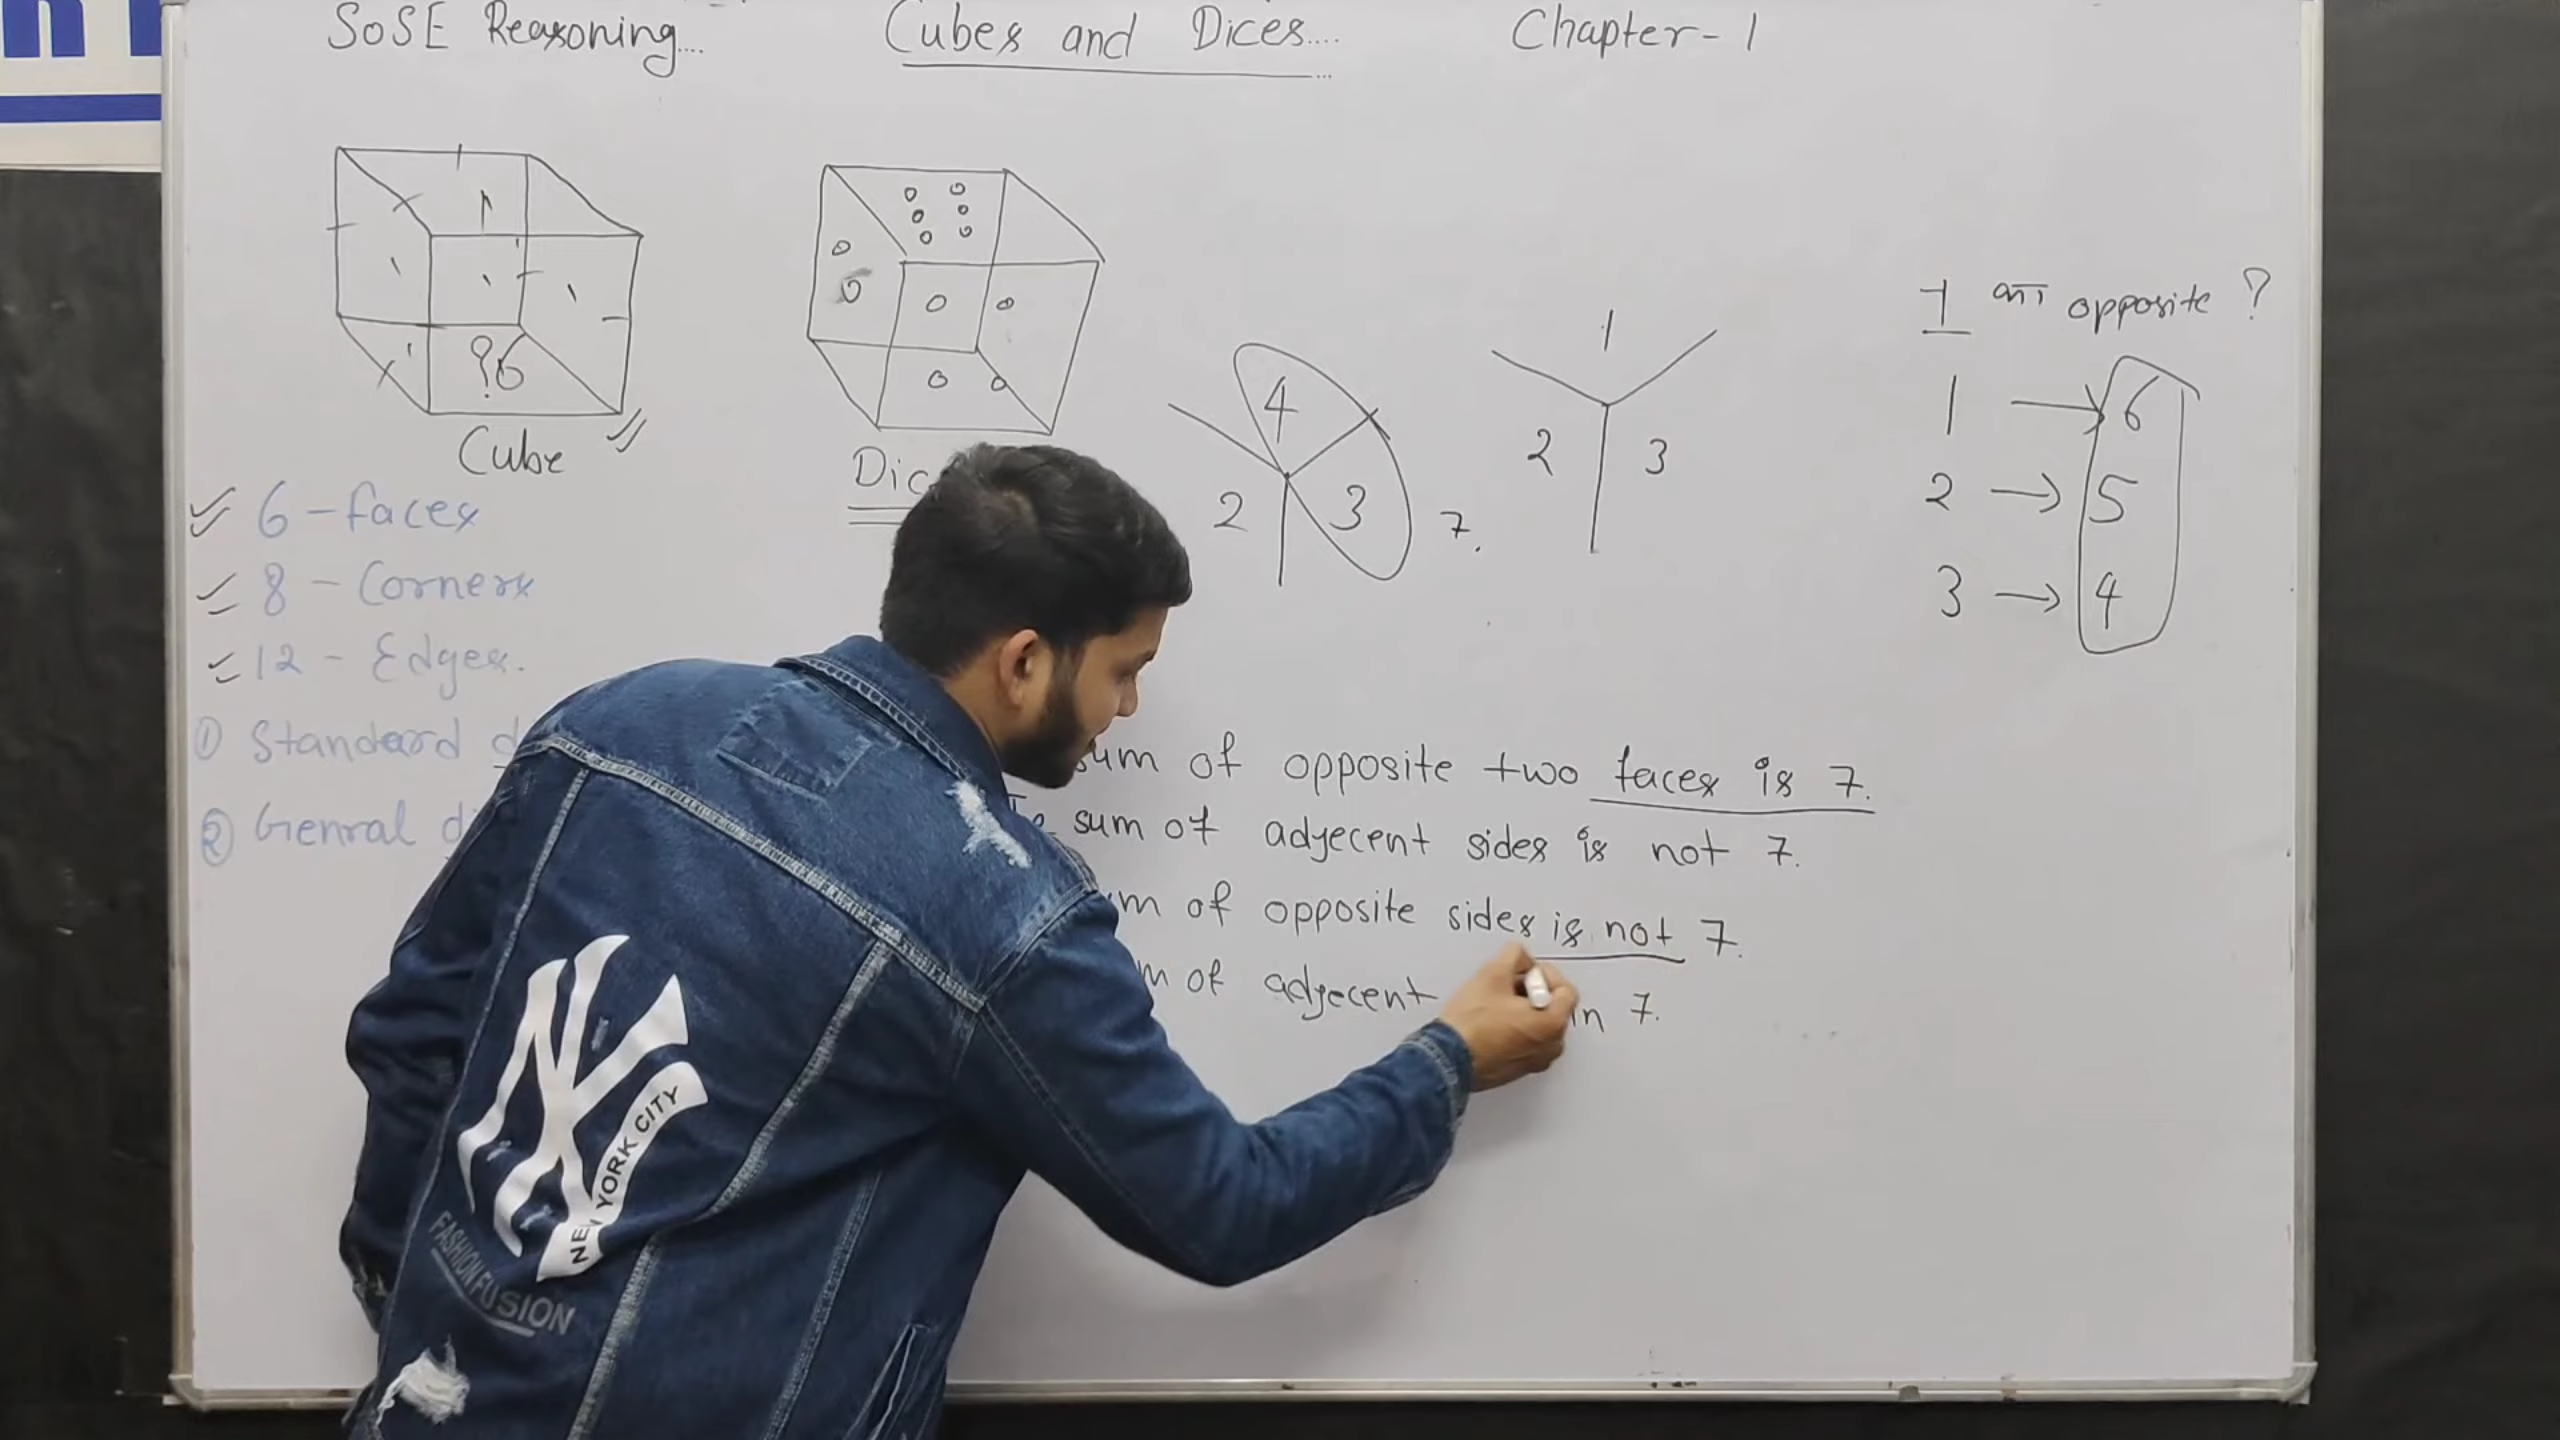 SoSE Reasoning....
Cubes and Dices....
Chapter-1
?6
Cube
6 - faces
8 - Corners
12 - Edges.
① Standard
② Genral
4
2 3
7.
1
2 3
1 का opposite ?
1 → 6
2 → 5
3 → 4
sum of opposite two faces is 7.
sum of adjecent sides is not 7.
of opposite sides is not 7.
of adjecent 7.
NEW YORK CITY
FASHION FUSION